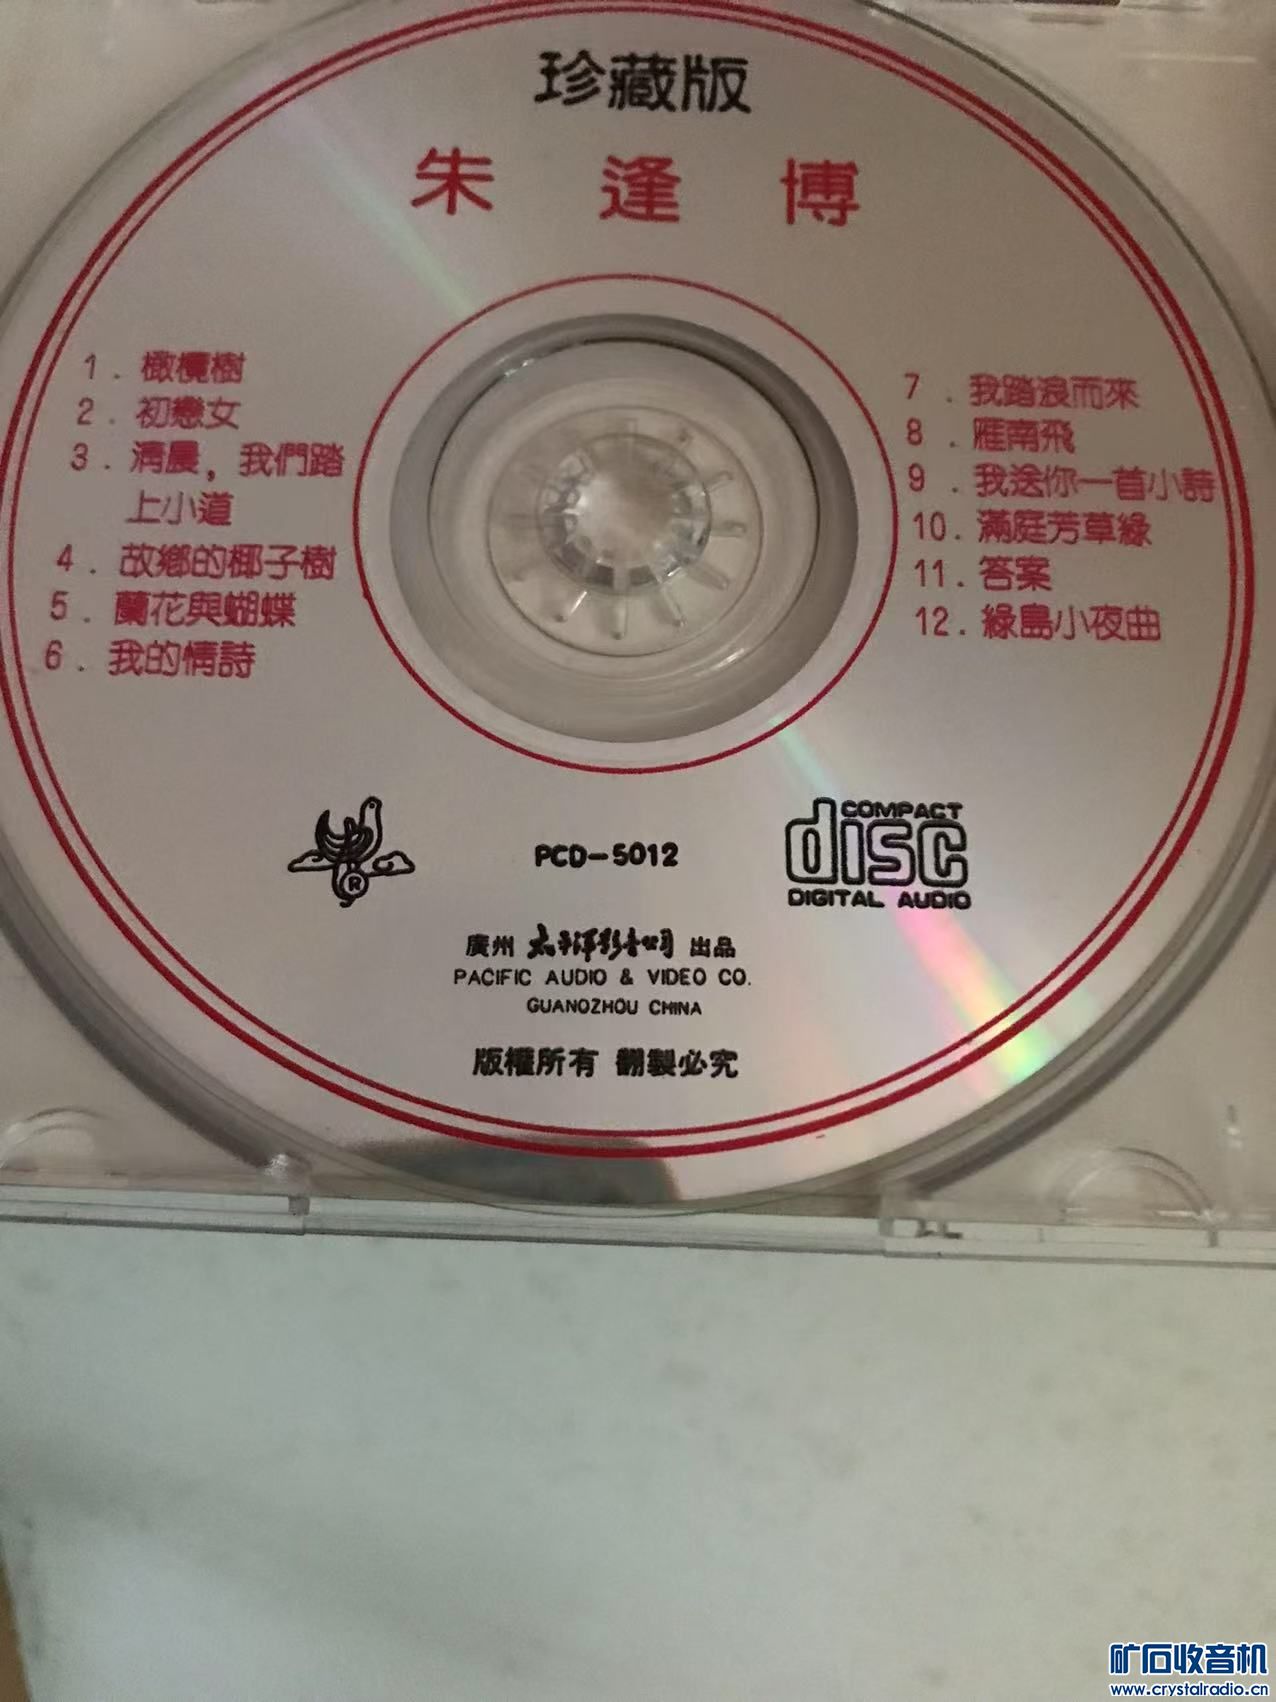 珍藏版
朱逢博
1. 橄欖樹
2. 初戀女
3. 清晨，我們踏
上小道
4. 故鄉的椰子樹
5. 蘭花與蝴蝶
6. 我的情詩
7. 我踏浪而來
8. 雁南飛
9. 我送你一首小詩
10. 滿庭芳草綠
11. 答案
12. 綠島小夜曲
®
PCD-5012
COMPACT
disc
DIGITAL AUDIO
廣州 太平洋影音公司 出品
PACIFIC AUDIO & VIDEO CO.
GUANOZHOU CHINA
版權所有 翻製必究
矿石收音机
www.crystalradio.cn